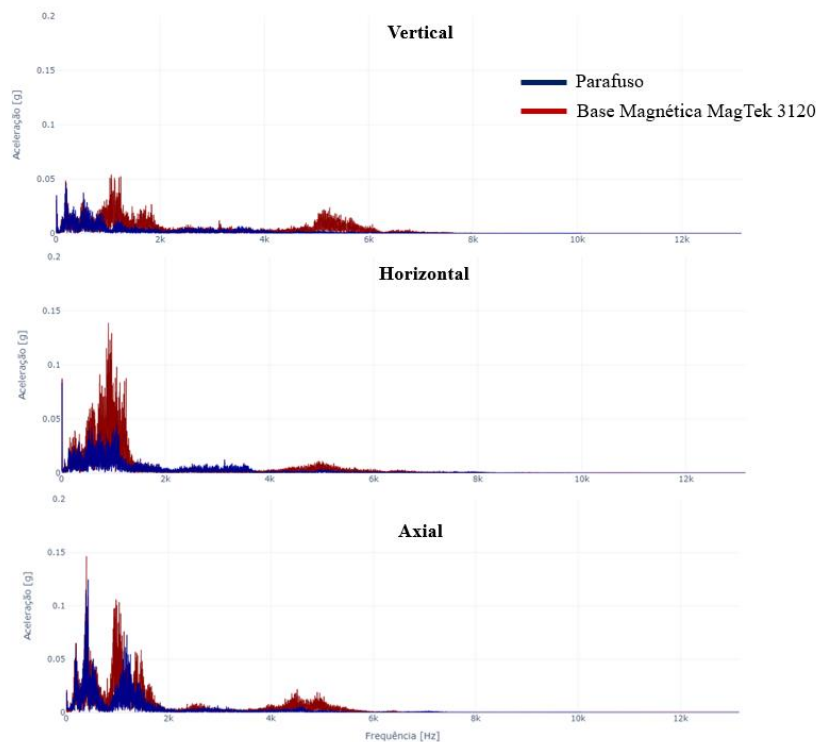 0.2
Vertical
Parafuso
Base Magnética MagTek 3120
0.15
0.1
0.05
0
Aceleração [g]
0 2k 4k 6k 8k 10k 12k
0.2
Horizontal
0.15
0.1
0.05
0
Aceleração [g]
0 2k 4k 6k 8k 10k 12k
0.2
Axial
0.15
0.1
0.05
0
Aceleração [g]
0 2k 4k 6k 8k 10k 12k
Frequência [Hz]